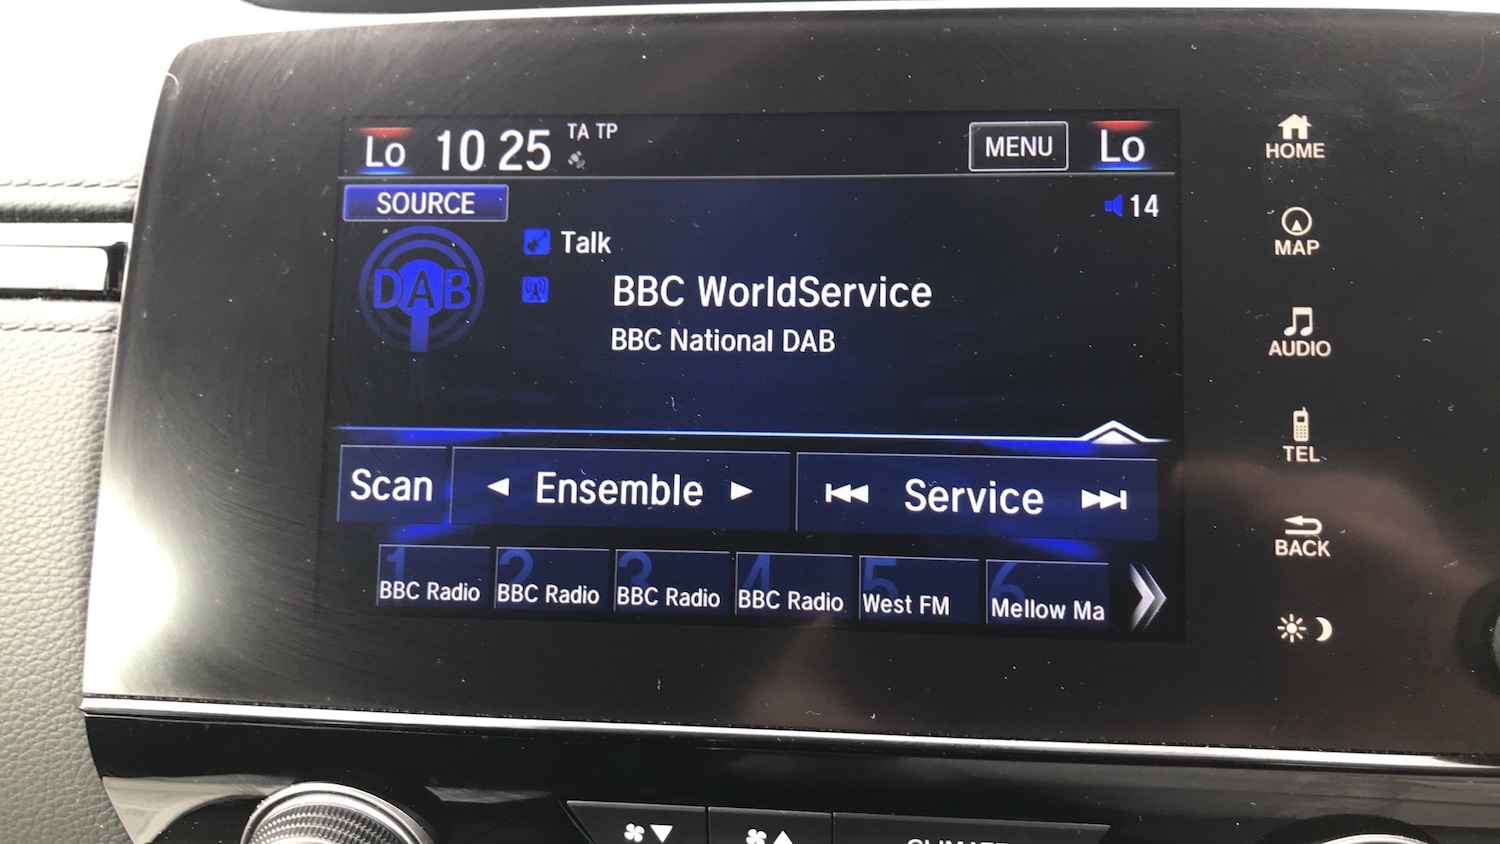 Lo 10 25 TA TP MENU Lo
SOURCE
14
DAB
Talk
BBC WorldService
BBC National DAB
Scan
Ensemble
Service
1 BBC Radio
2 BBC Radio
3 BBC Radio
4 BBC Radio
5 West FM
6 Mellow Ma
HOME
MAP
AUDIO
TEL
BACK
CLIMATE